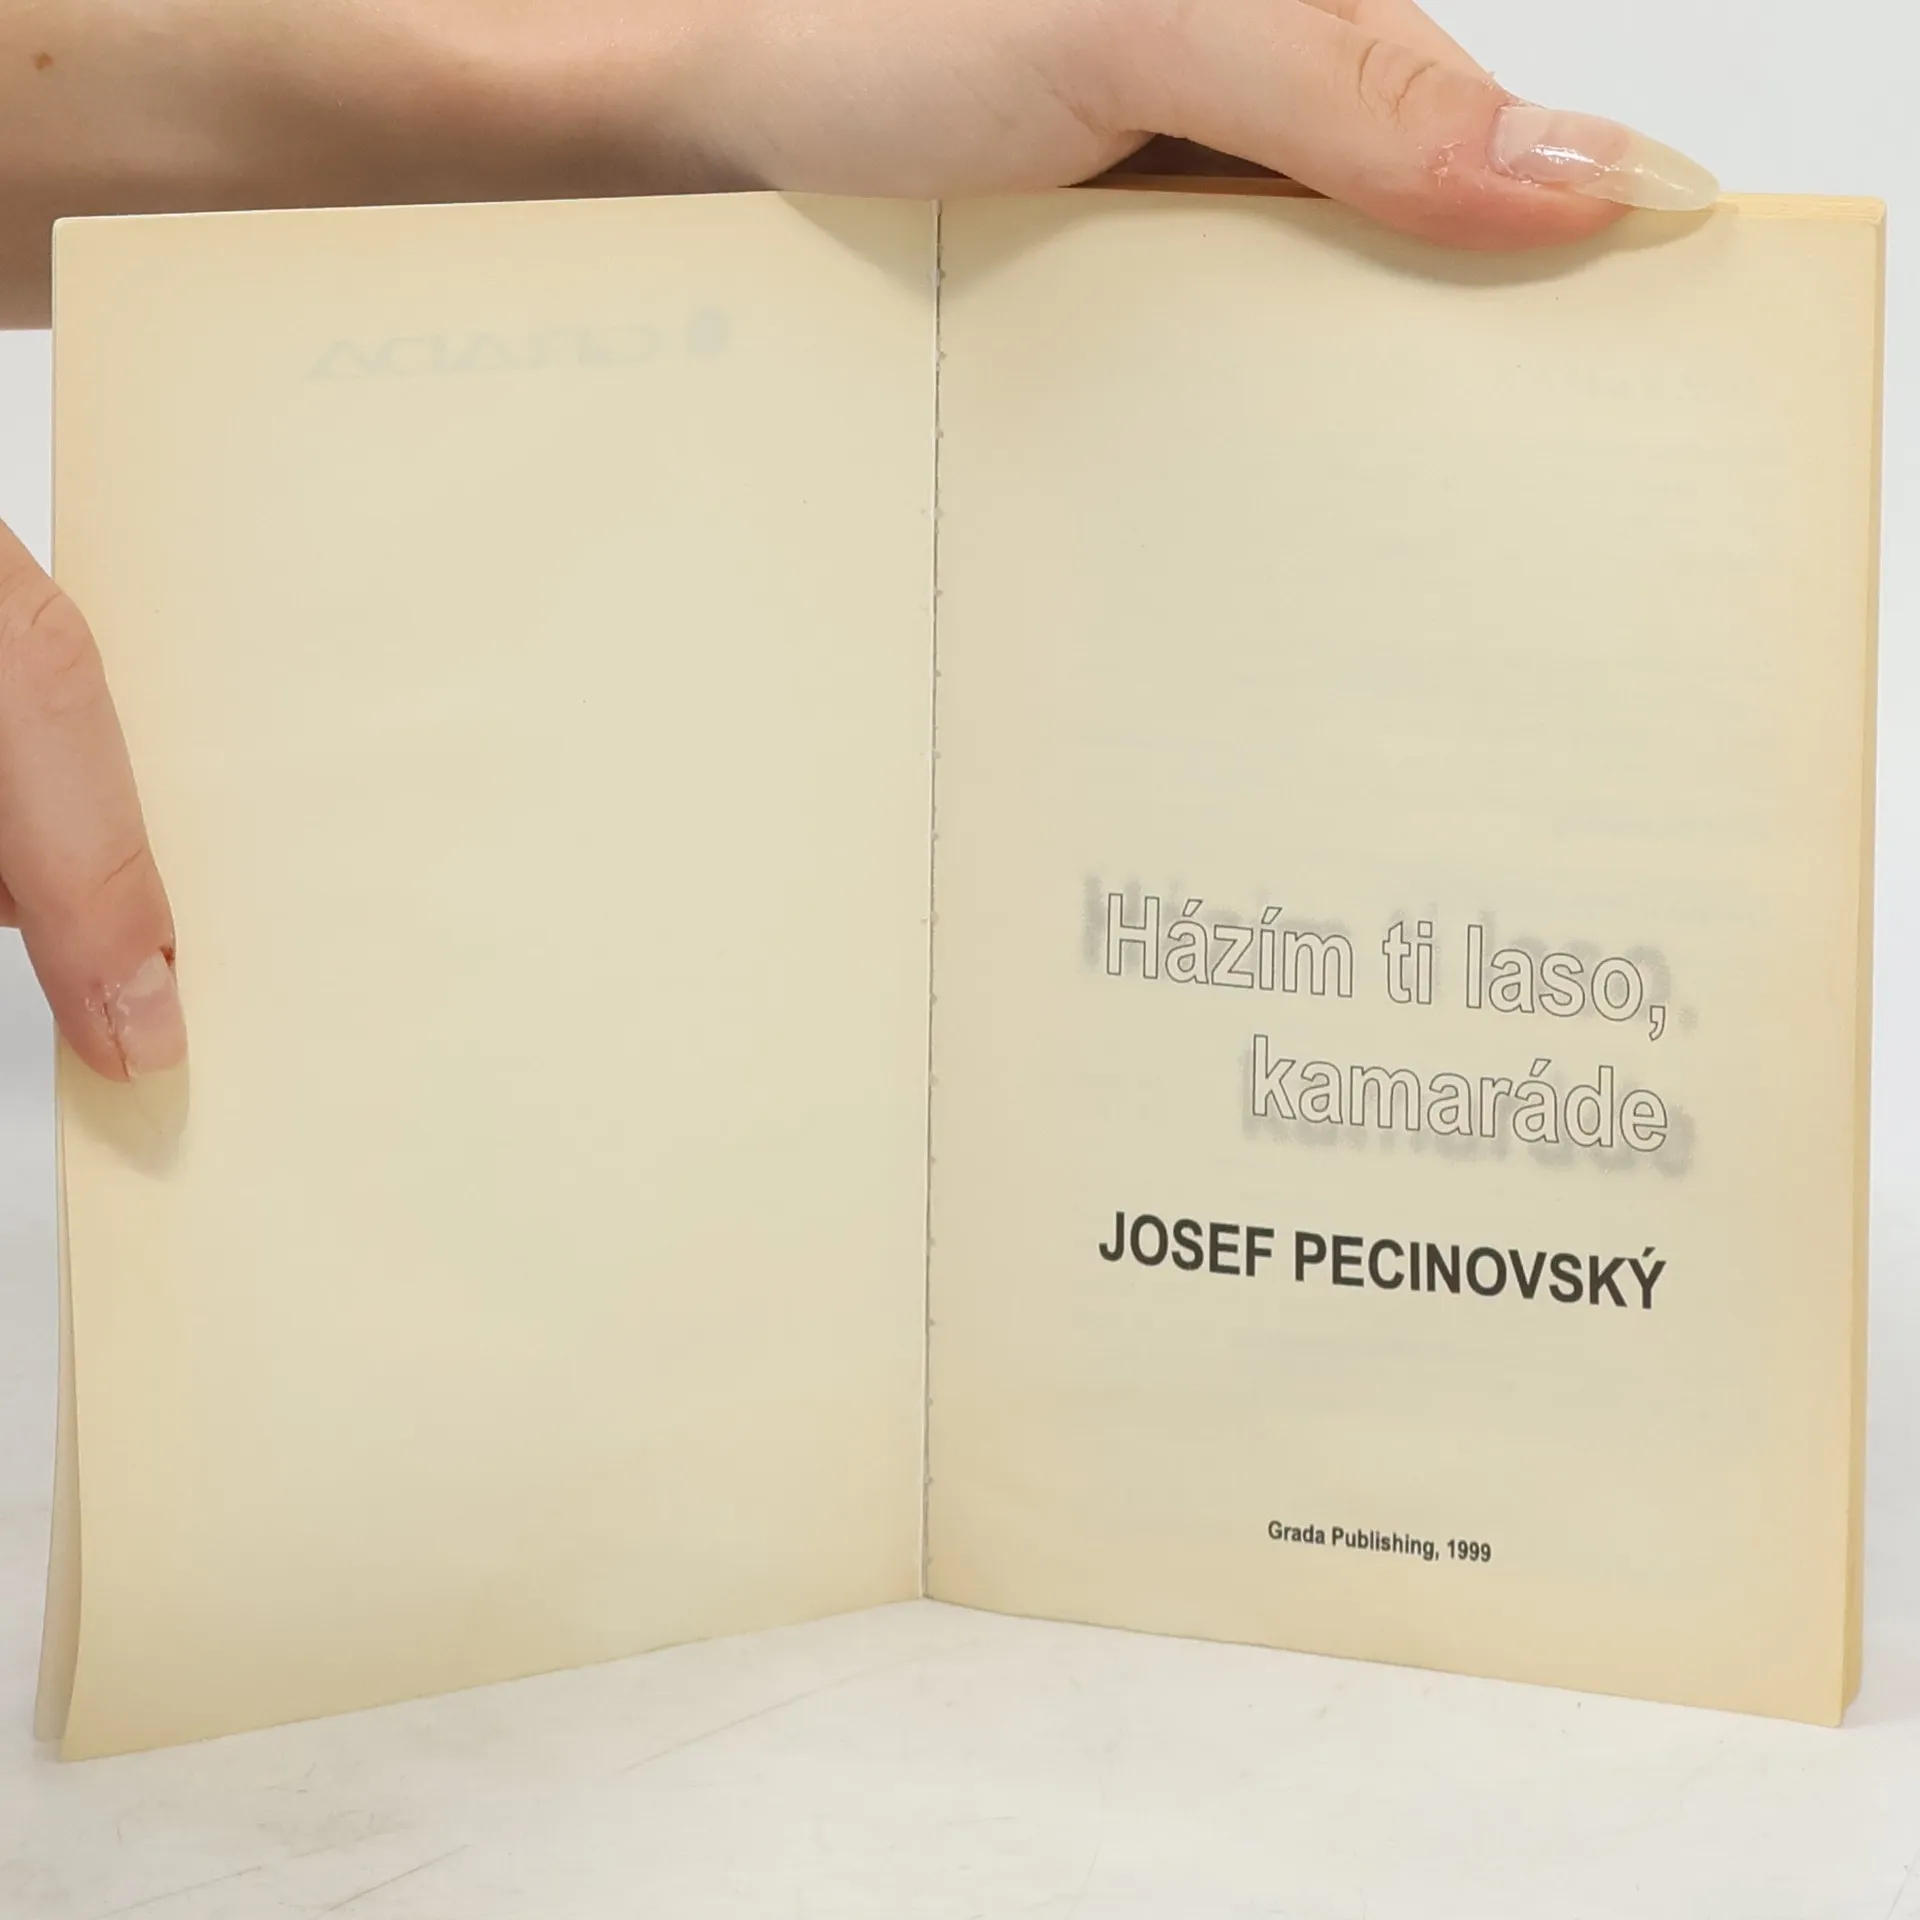 Házím ti laso,
kamaráde
JOSEF PECINOVSKÝ
Grada Publishing, 1999